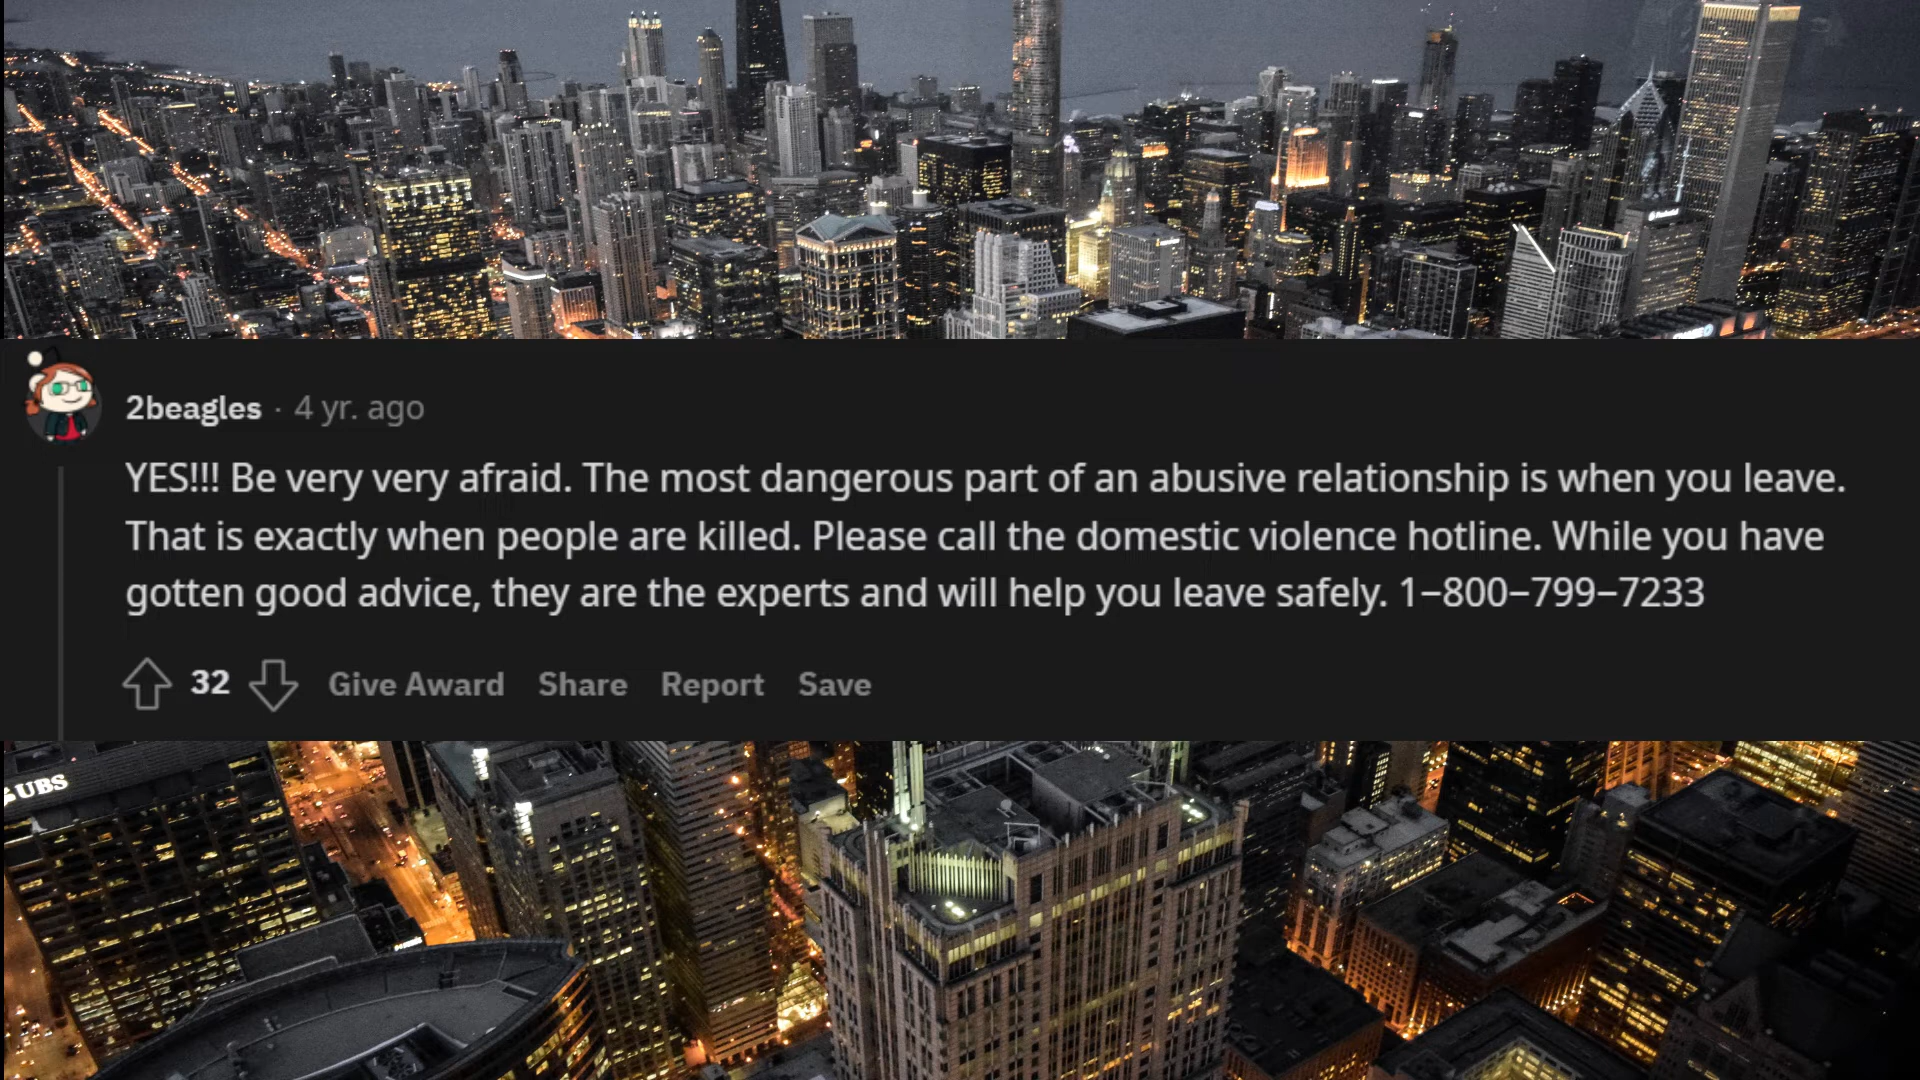 2beagles · 4 yr. ago
YES!!! Be very very afraid. The most dangerous part of an abusive relationship is when you leave.
That is exactly when people are killed. Please call the domestic violence hotline. While you have
gotten good advice, they are the experts and will help you leave safely. 1–800–799–7233
32 Give Award Share Report Save
UBS